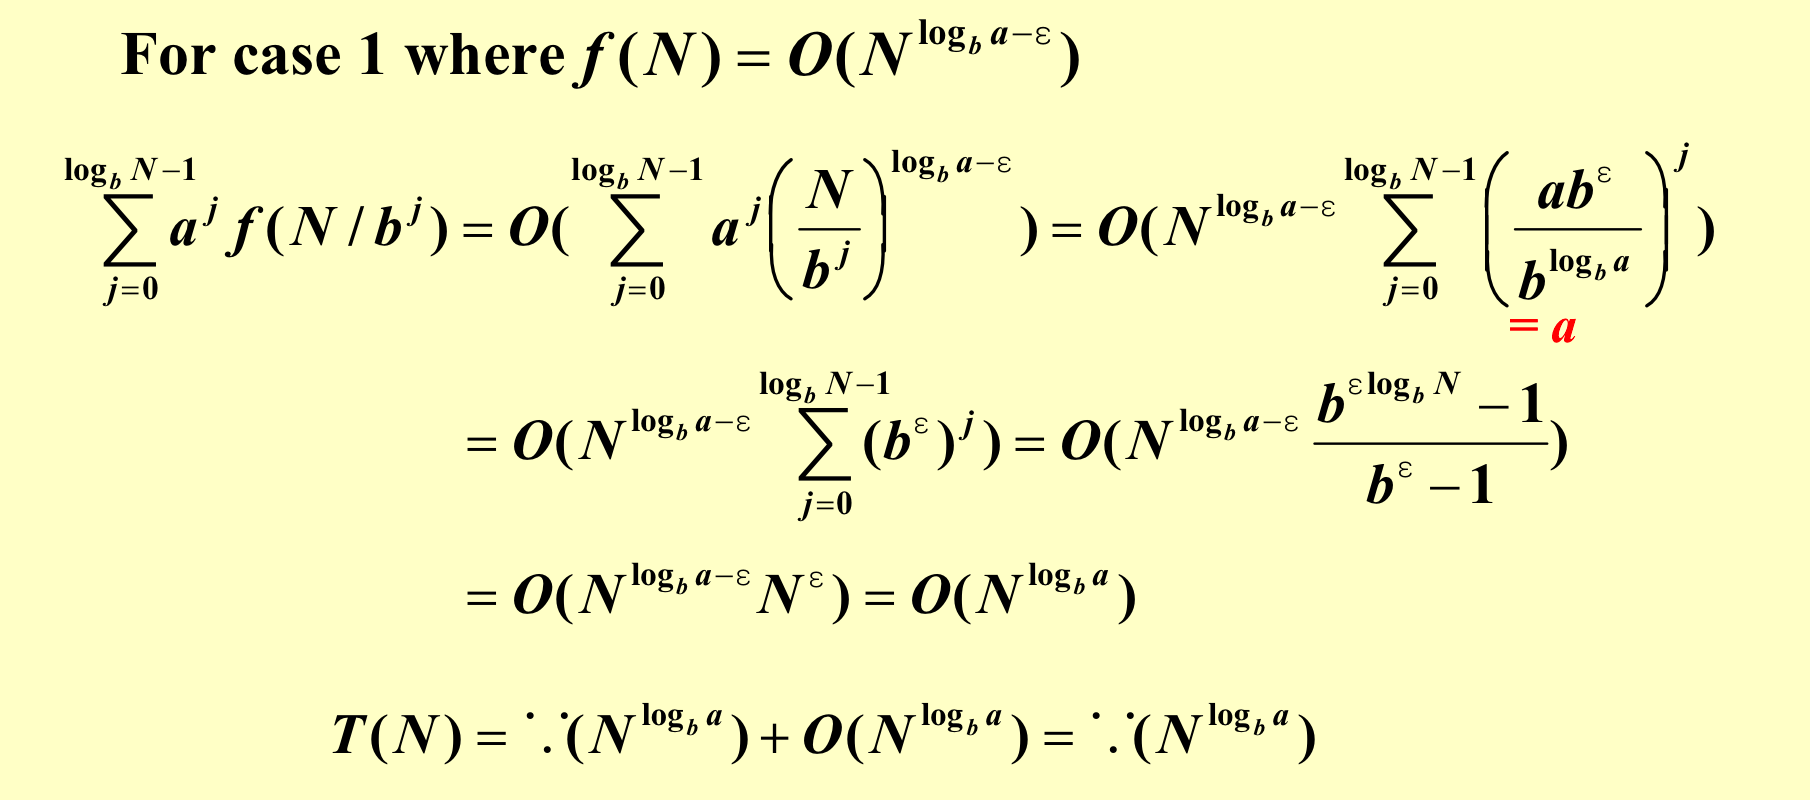 For case 1 where f(N) = O(N^{log_b a−ε})
∑_{j=0}^{log_b N−1} a^j f(N / b^j) = O( ∑_{j=0}^{log_b N−1} a^j (N / b^j)^{log_b a−ε} ) = O(N^{log_b a−ε} ∑_{j=0}^{log_b N−1} (ab^ε / b^{log_b a})^j )
= a
= O(N^{log_b a−ε} ∑_{j=0}^{log_b N−1} (b^ε)^j) = O(N^{log_b a−ε} (b^{ε log_b N} − 1) / (b^ε − 1))
= O(N^{log_b a−ε} N^ε) = O(N^{log_b a})
T(N) = ∵(N^{log_b a}) + O(N^{log_b a}) = ∵(N^{log_b a})